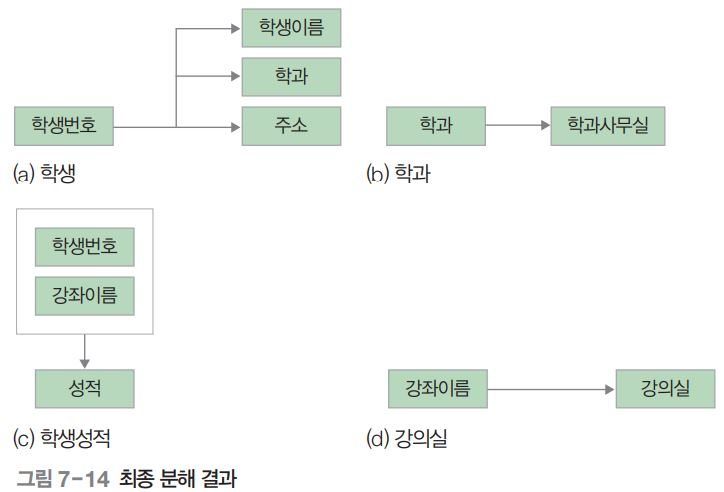 학생이름
학과
학생번호
주소
(a) 학생
학과
학과사무실
(b) 학과
학생번호
강좌이름
성적
(c) 학생성적
강좌이름
강의실
(d) 강의실
그림 7-14 최종 분해 결과